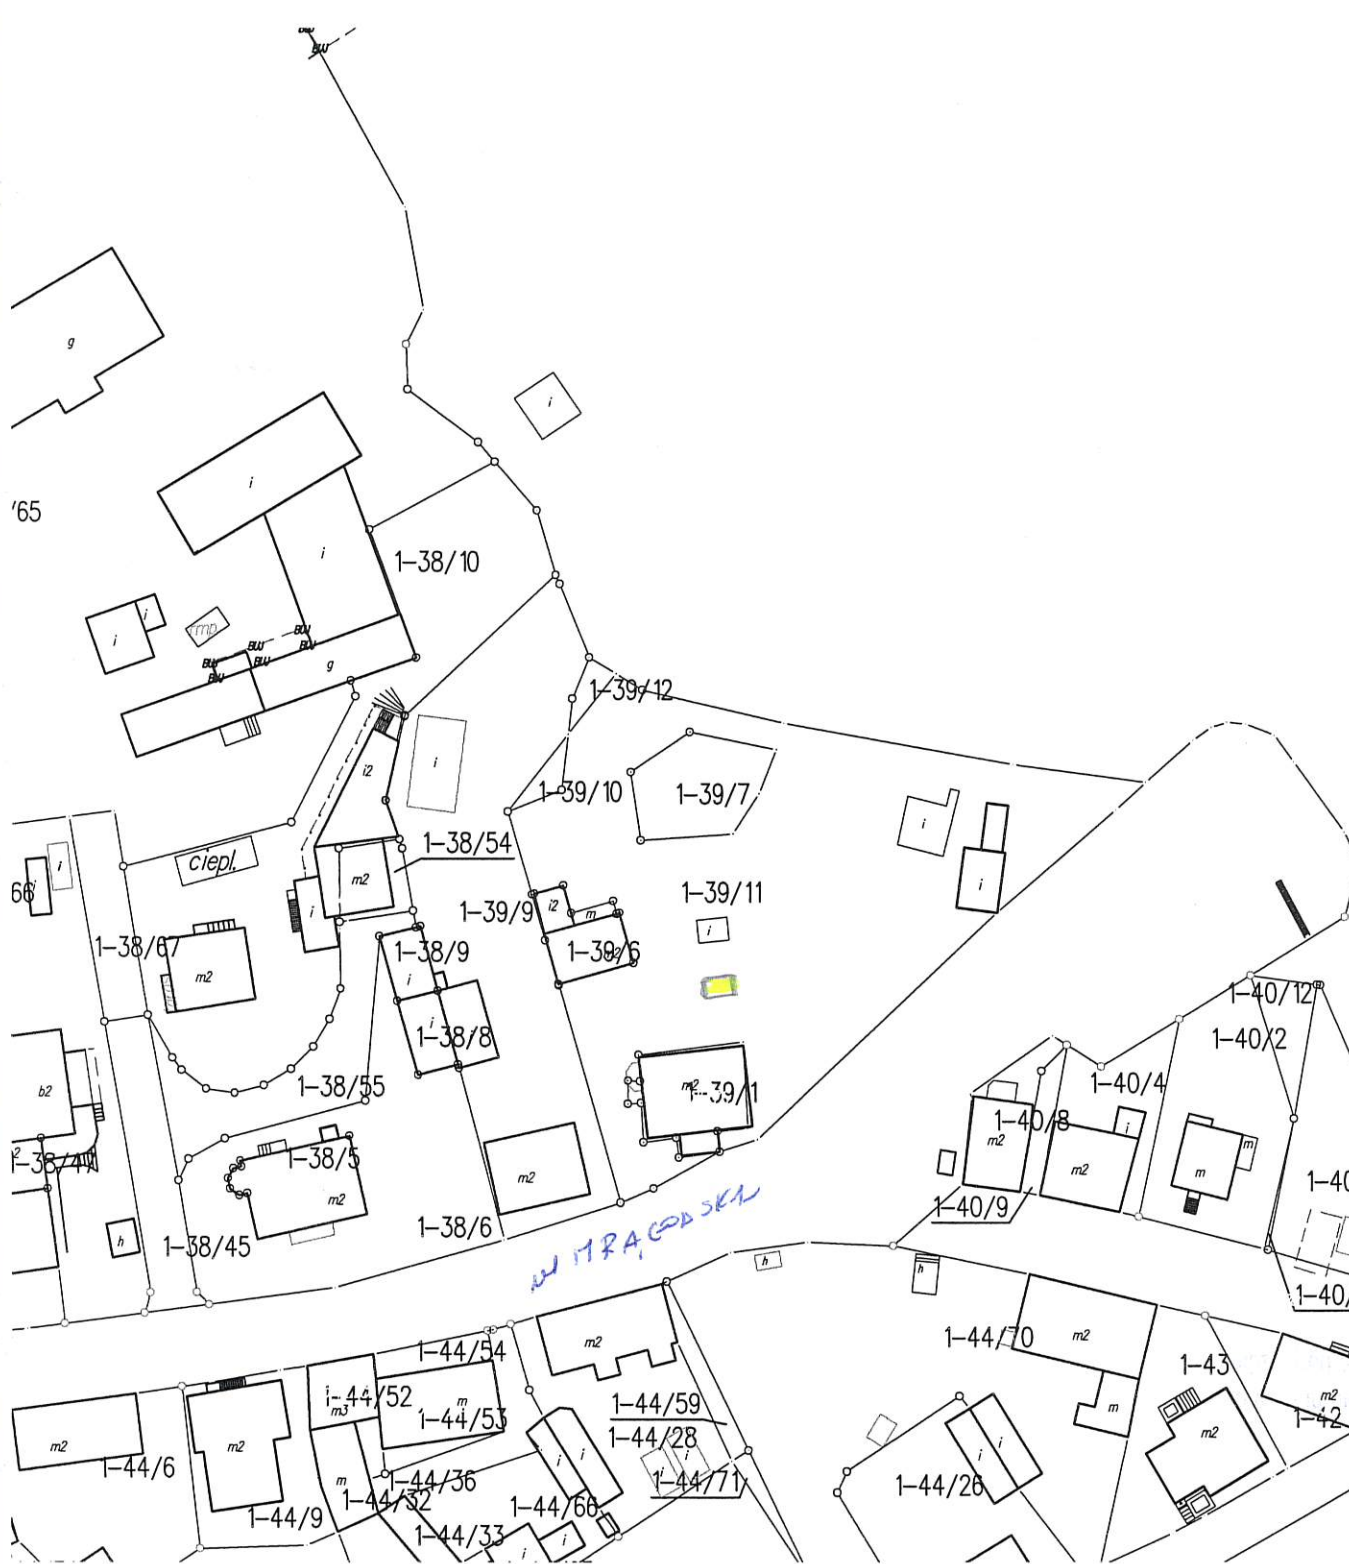 BW
BW
g
i
i
'65
i
1-38/10
i
i
tmp
BW
BW
BW
BW
BW
g
1-39/12
i2
i
1-39/10
1-39/7
i
1-38/54
ciepl.
i
i
66
m2
i
i2
m
1-39/9
1-39/11
i
1-38/67
1-38/9
1-39/6
m2
i
m2
i
i
1-38/8
1-40/12
1-40/2
1-38/55
b2
m2
1-39/1
1-40/4
1-40/8
i
m2
m2
m
m
1-38/5
m2
m2
1-40
1-40/9
1-38/6
h
1-38/45
h
h
1-40/
1-44/54
m2
1-44/70
m2
1-43
m2
1-42
1-44/52
m3
m
1-44/53
1-44/59
1-44/28
m
m2
m2
m2
1-44/6
m
1-44/36
1-44/32
i
i
i
i
1-44/71
1-44/26
i
i
1-44/9
1-44/66
1-44/33
i
i